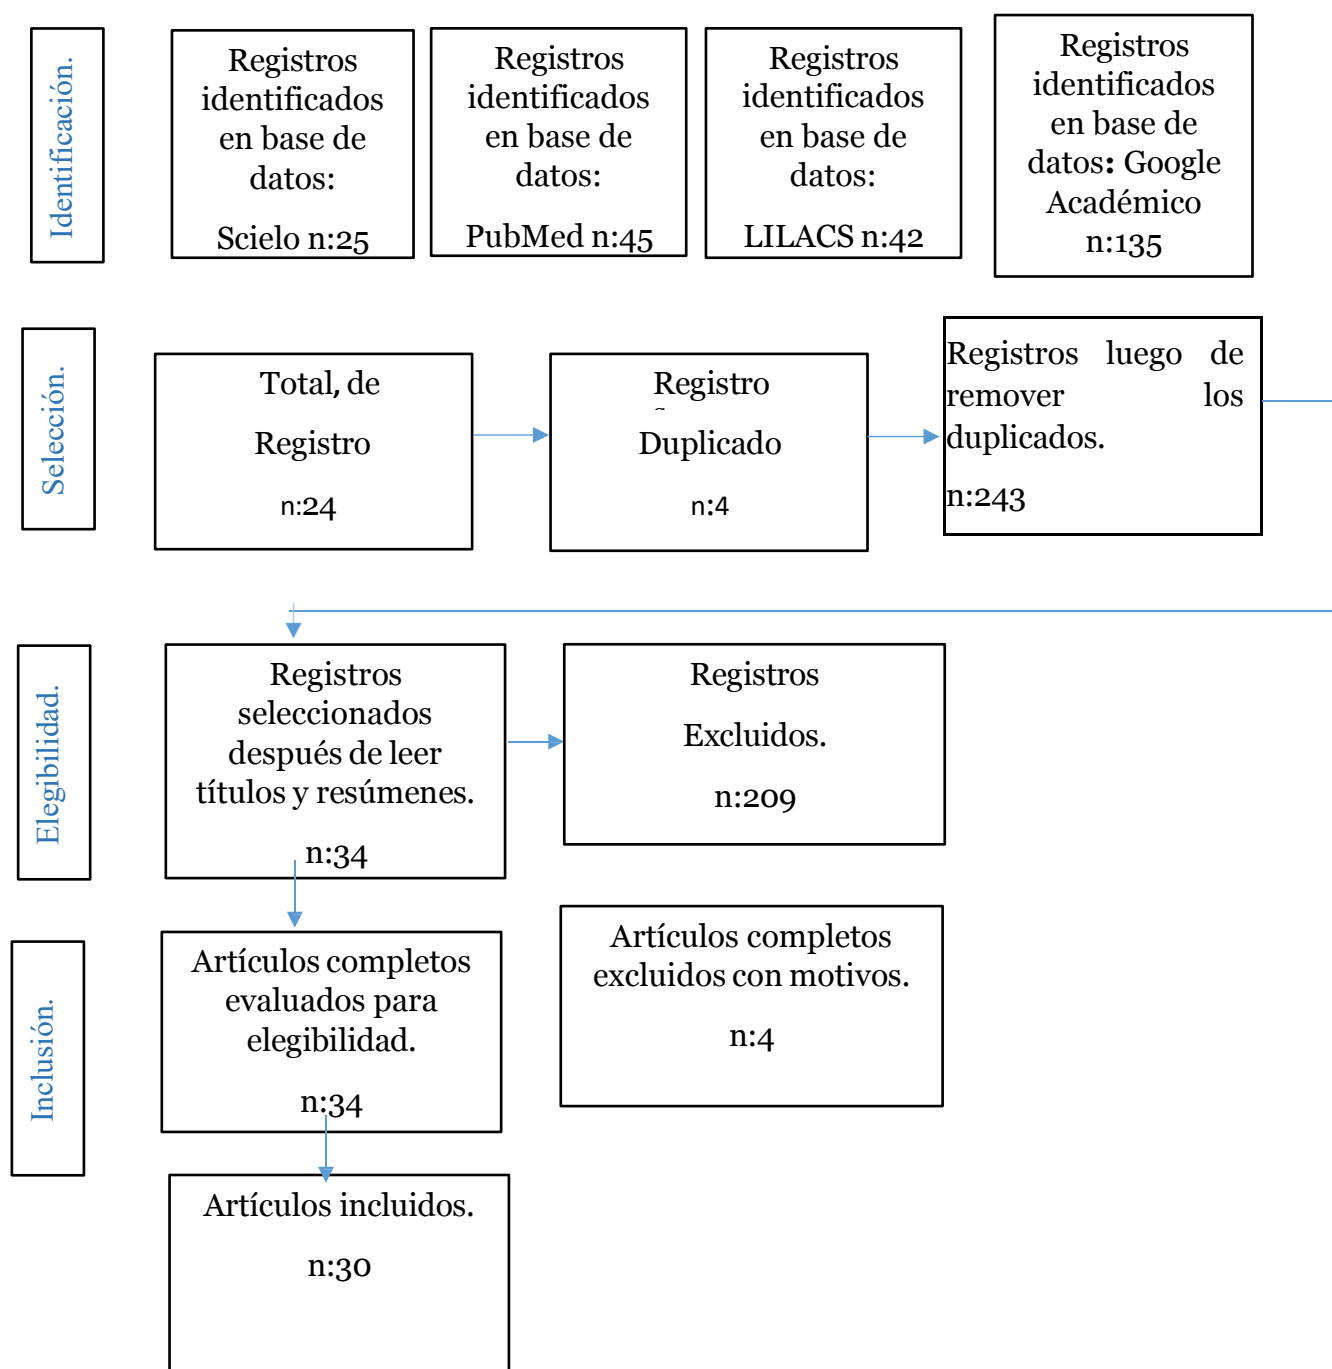 Identificación.
Registros
identificados
en base de
datos:
Scielo n:25
Registros
identificados
en base de
datos:
PubMed n:45
Registros
identificados
en base de
datos:
LILACS n:42
Registros
identificados
en base de
datos: Google
Académico
n:135
Selección.
Total, de
Registro
n:24
Registro
Duplicado
n:4
Registros luego de
remover los
duplicados.
n:243
Elegibilidad.
Registros
seleccionados
después de leer
títulos y resúmenes.
n:34
Registros
Excluidos.
n:209
Inclusión.
Artículos completos
evaluados para
elegibilidad.
n:34
Artículos completos
excluidos con motivos.
n:4
Artículos incluidos.
n:30